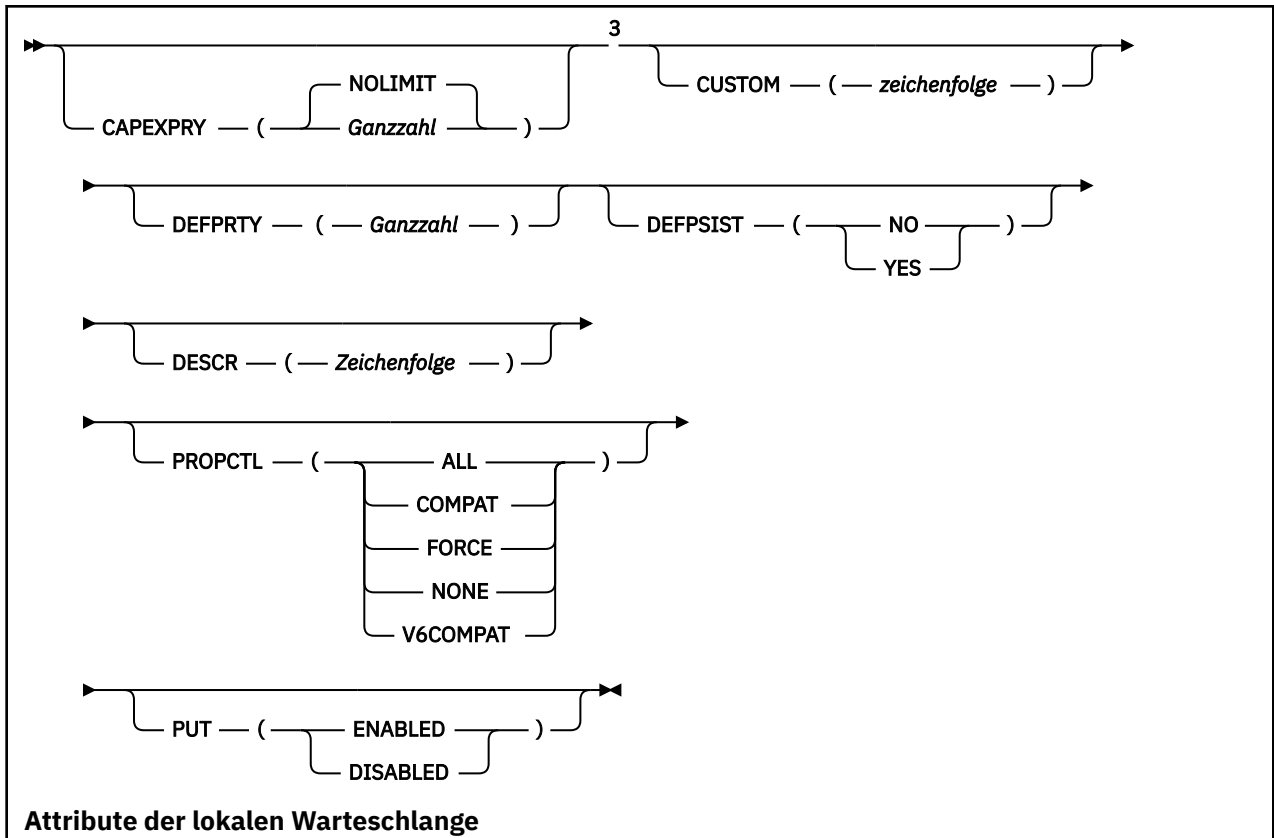 3
CAPEXPRY ( NOLIMIT
Ganzzahl ) CUSTOM ( zeichenfolge )
DEFPRTY ( Ganzzahl ) DEFPSIST ( NO
YES )
DESCR ( Zeichenfolge )
PROPCTL ( ALL
COMPAT
FORCE
NONE
V6COMPAT )
PUT ( ENABLED
DISABLED )
Attribute der lokalen Warteschlange